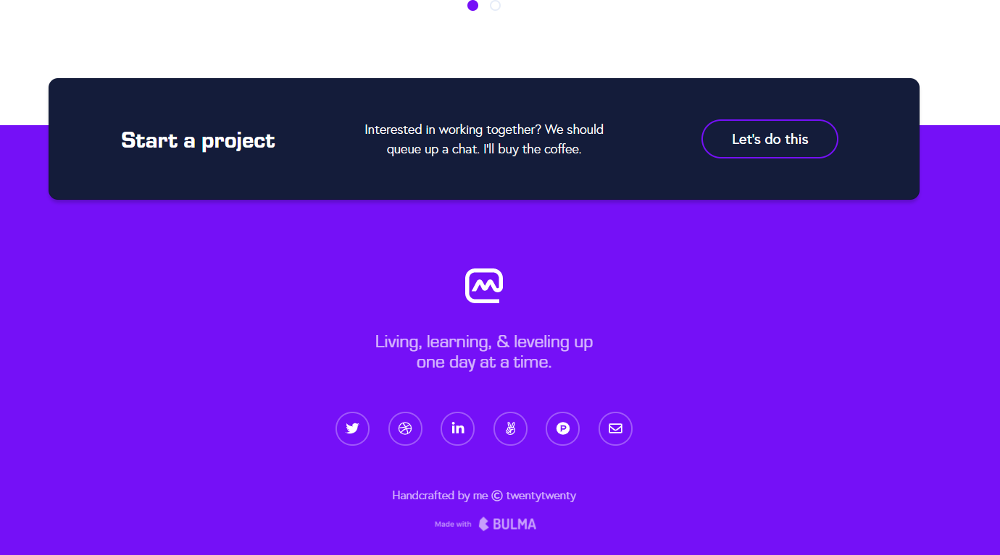 Start a project
Interested in working together? We should
queue up a chat. I'll buy the coffee.
Let's do this
Living, learning, & leveling up
one day at a time.
Handcrafted by me © twentytwenty
Made with BULMA